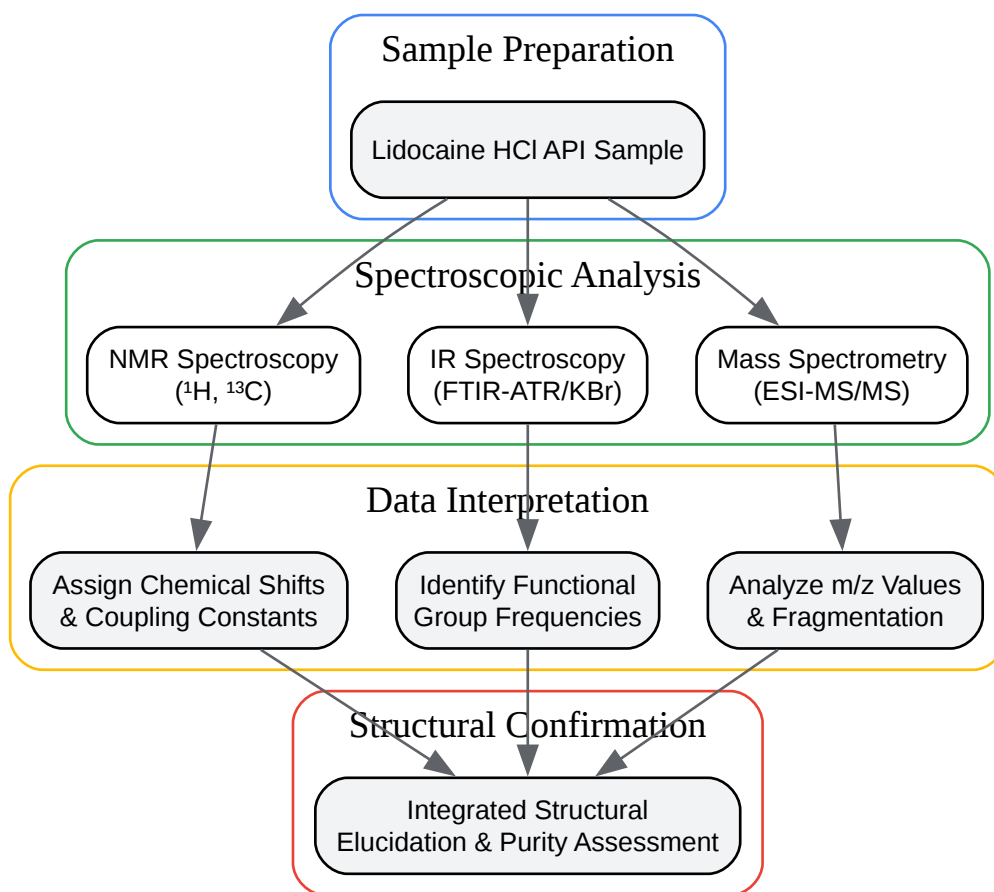 Sample Preparation
Lidocaine HCl API Sample
Spectroscopic Analysis
NMR Spectroscopy
(¹H, ¹³C)
IR Spectroscopy
(FTIR-ATR/KBr)
Mass Spectrometry
(ESI-MS/MS)
Data Interpretation
Assign Chemical Shifts
& Coupling Constants
Identify Functional
Group Frequencies
Analyze m/z Values
& Fragmentation
Structural Confirmation
Integrated Structural
Elucidation & Purity Assessment